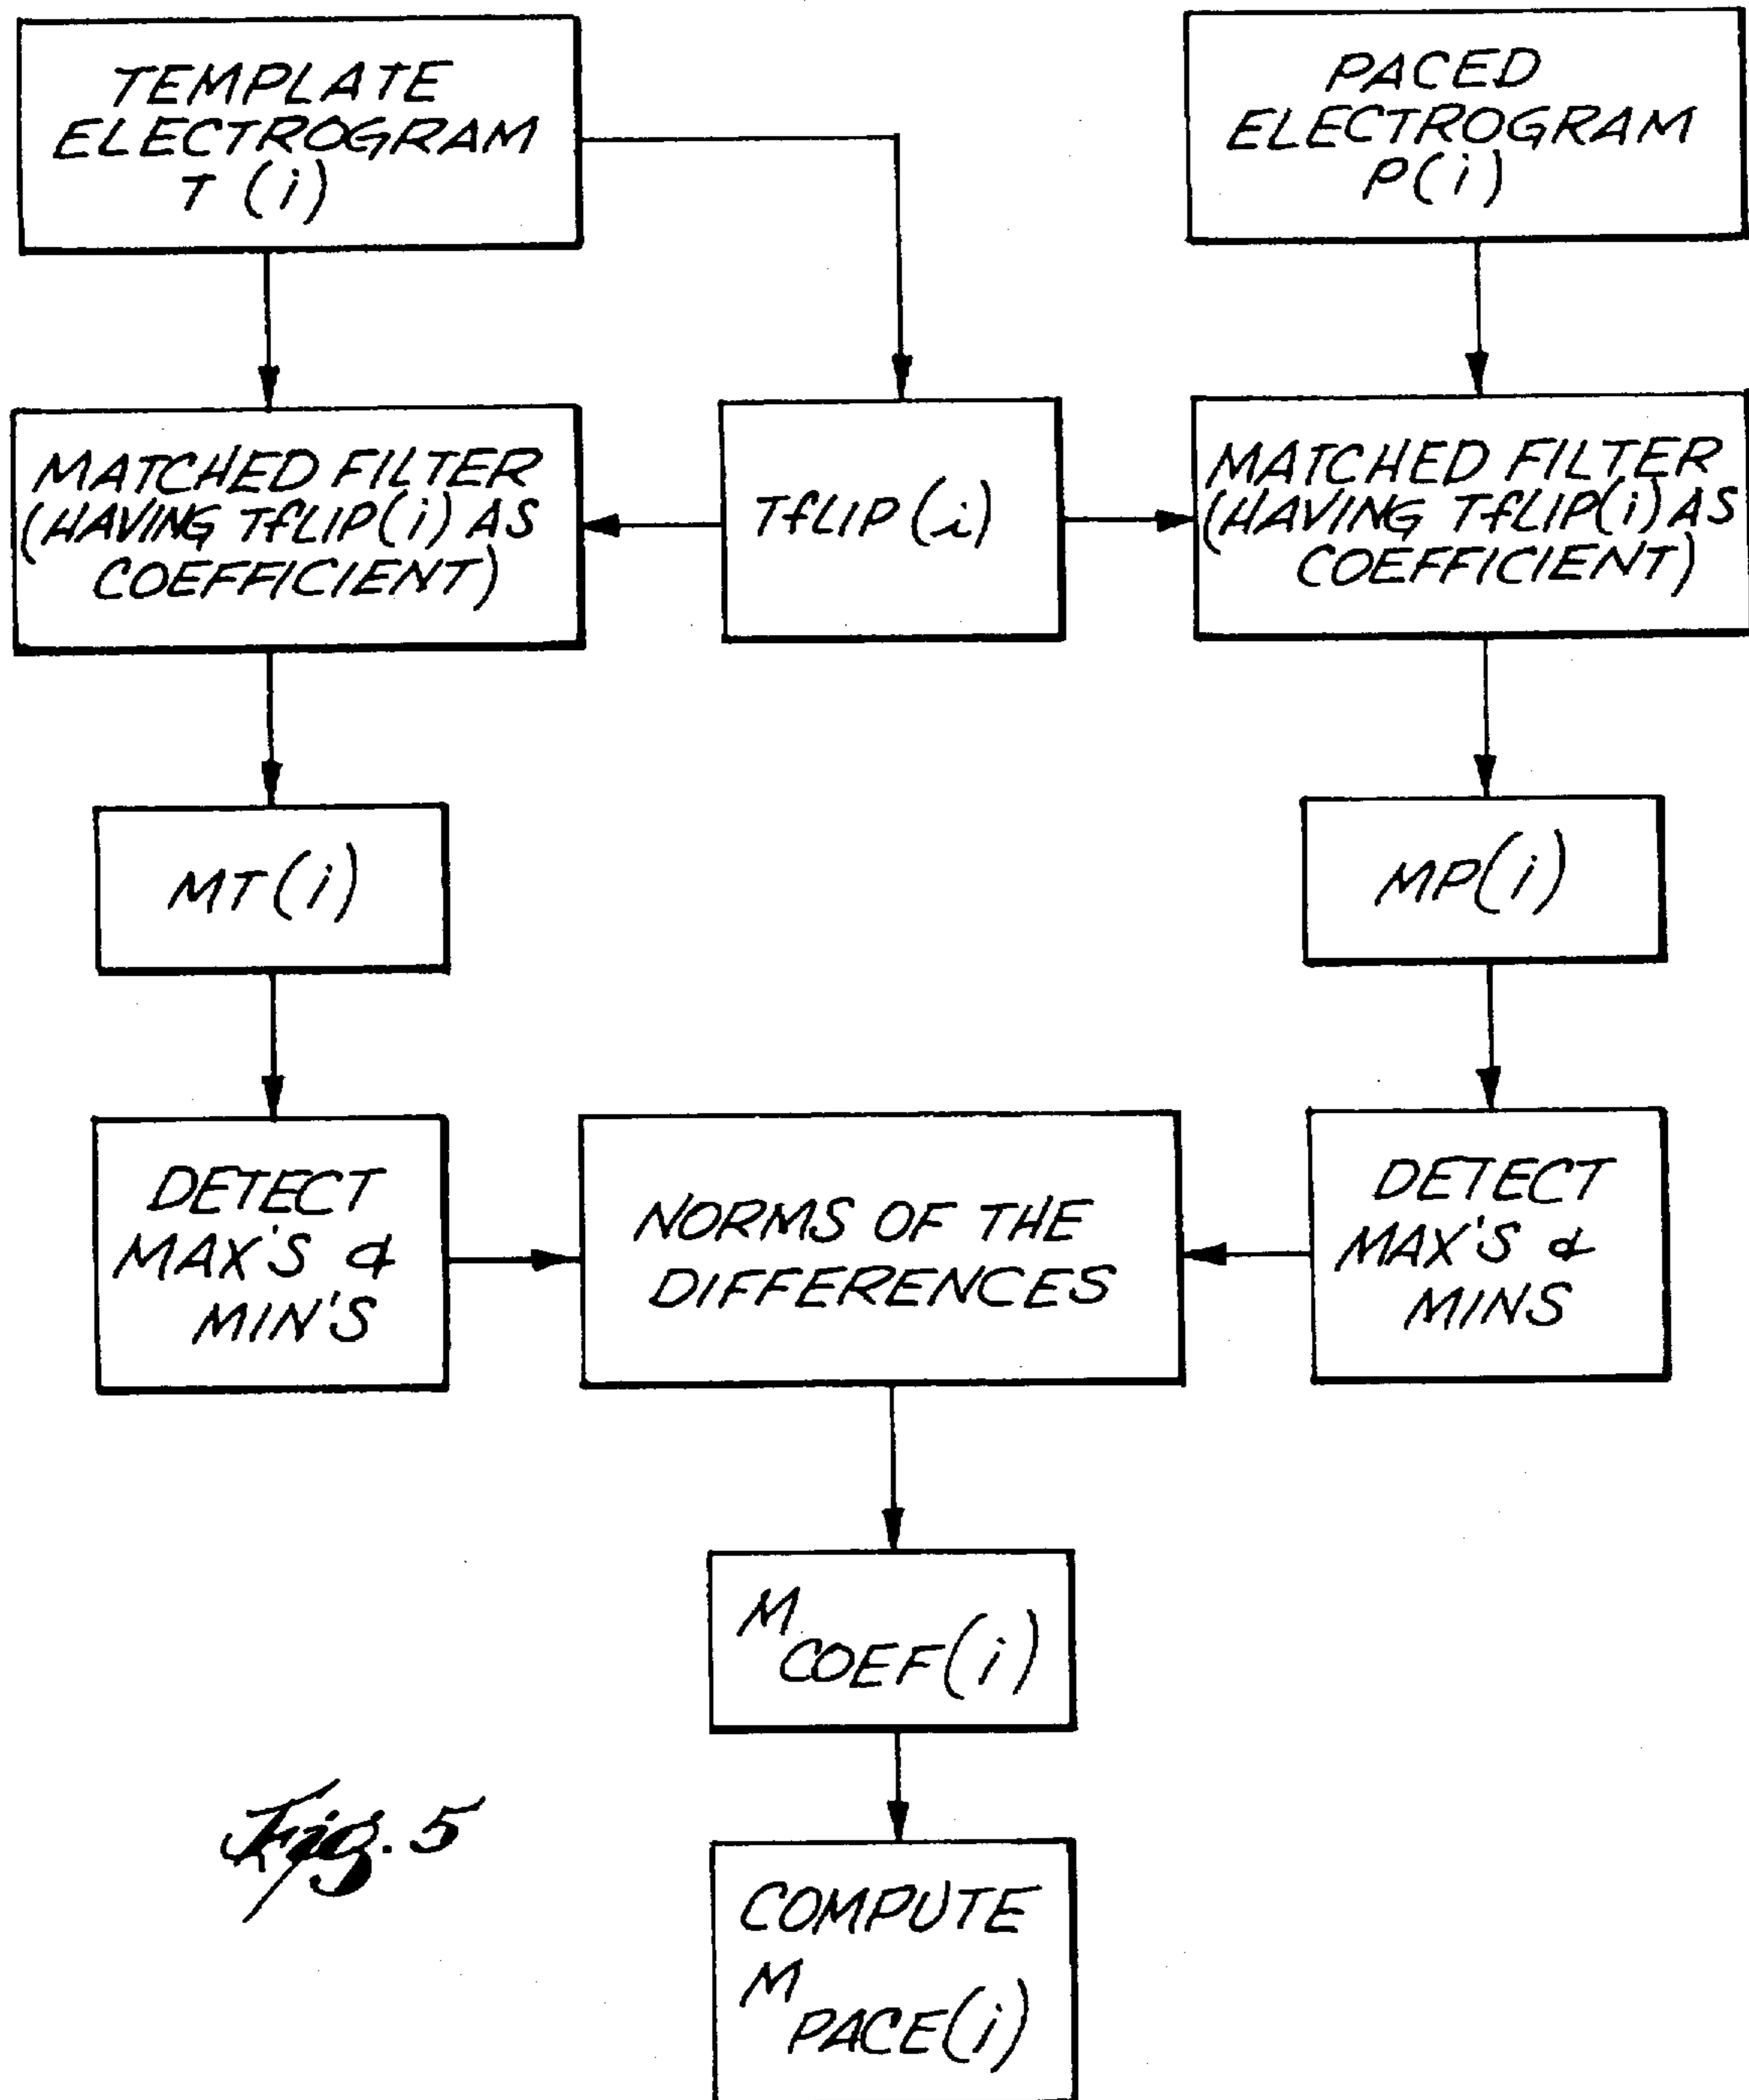 TEMPLATE
ELECTROGRAM
T (i)
PACED
ELECTROGRAM
P(i)
MATCHED FILTER
(HAVING TfLIP(i) AS
COEFFICIENT)
TfLIP(i)
MATCHED FILTER
(HAVING TfLIP(i) AS
COEFFICIENT)
MT(i)
MP(i)
DETECT
MAX'S &
MIN'S
NORMS OF THE
DIFFERENCES
DETECT
MAX'S &
MINS
M
COEF(i)
COMPUTE
M
PACE(i)
Fig. 5